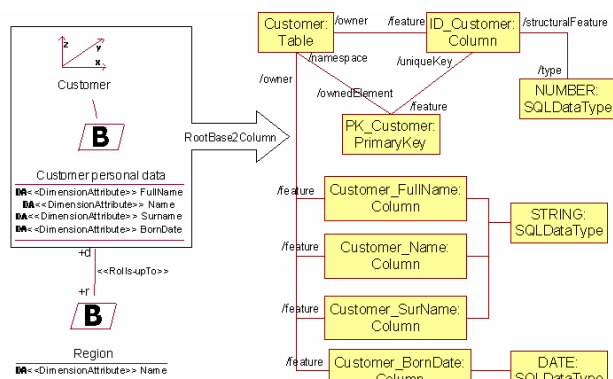 z
y
x
Customer
B
Customer personal data
DA<<DimensionAttribute>> FullName
DA<<DimensionAttribute>> Name
DA<<DimensionAttribute>> Surname
DA<<DimensionAttribute>> BornDate
+d
<<Rolls-upTo>>
+r
B
Region
DA<<DimensionAttribute>> Name
RootBase2Column
Customer:
Table
/owner
/feature
ID_Customer:
Column
/structuralFeature
/namespace
/uniqueKey
/owner
/ownedElement
/feature
/type
NUMBER:
SQLDataType
PK_Customer:
PrimaryKey
/feature
Customer_FullName:
Column
STRING:
SQLDataType
/feature
Customer_Name:
Column
/feature
Customer_SurName:
Column
/feature
Customer_BornDate:
Column
DATE:
SQLDataType